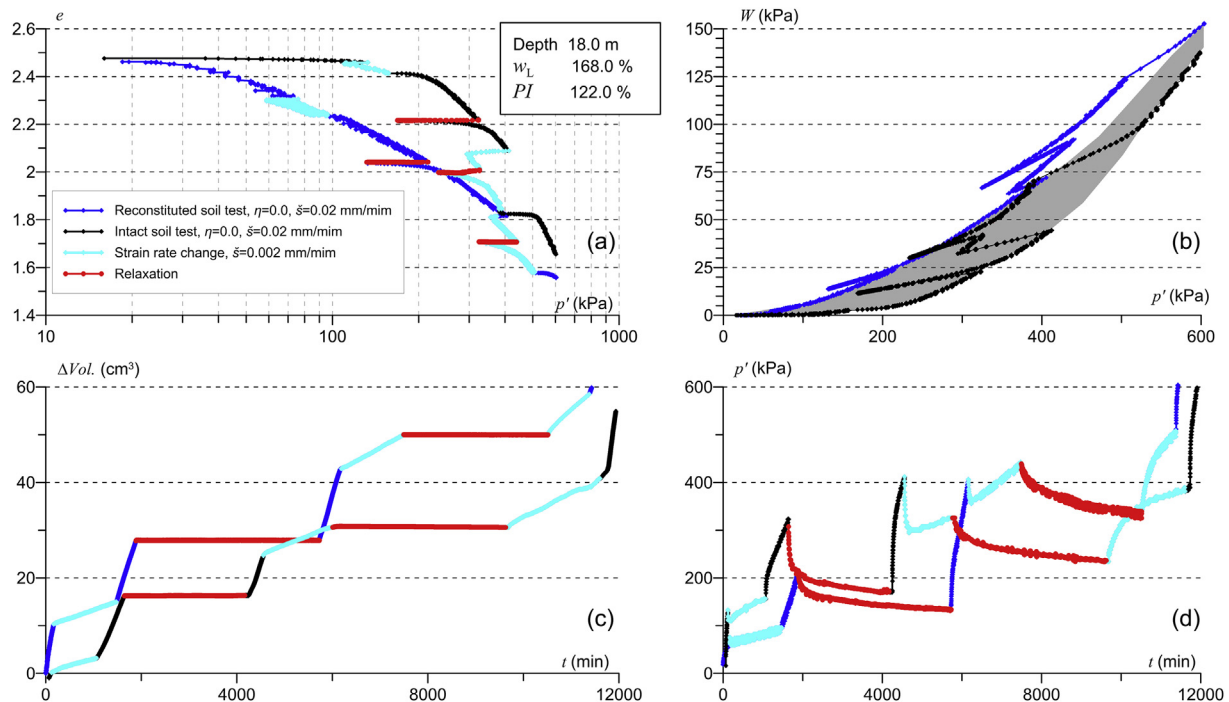 e
2.6
2.4
2.2
2
1.8
1.6
1.4
10
100
1000
p' (kPa)
Depth 18.0 m
wL 168.0 %
PI 122.0 %
Reconstituted soil test, η=0.0, š=0.02 mm/mim
Intact soil test, η=0.0, š=0.02 mm/mim
Strain rate change, š=0.002 mm/mim
Relaxation
(a)
W (kPa)
150
125
100
75
50
25
0
0
200
400
600
p' (kPa)
(b)
ΔVol. (cm³)
60
40
20
0
0
4000
8000
12000
t (min)
(c)
p' (kPa)
600
400
200
0
0
4000
8000
12000
t (min)
(d)